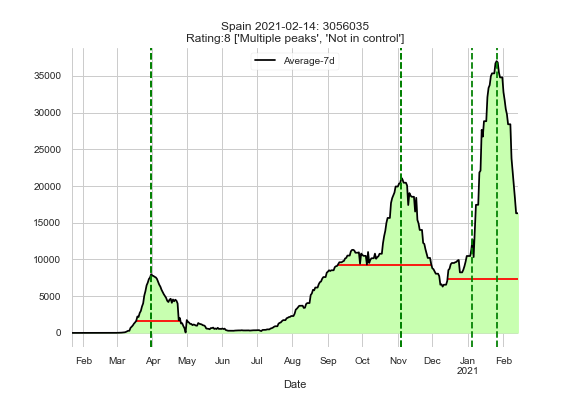 Spain 2021-02-14: 3056035
Rating:8 ['Multiple peaks', 'Not in control']
Average-7d
35000
30000
25000
20000
15000
10000
5000
0
Feb Mar Apr May Jun Jul Aug Sep Oct Nov Dec Jan Feb
2021
Date